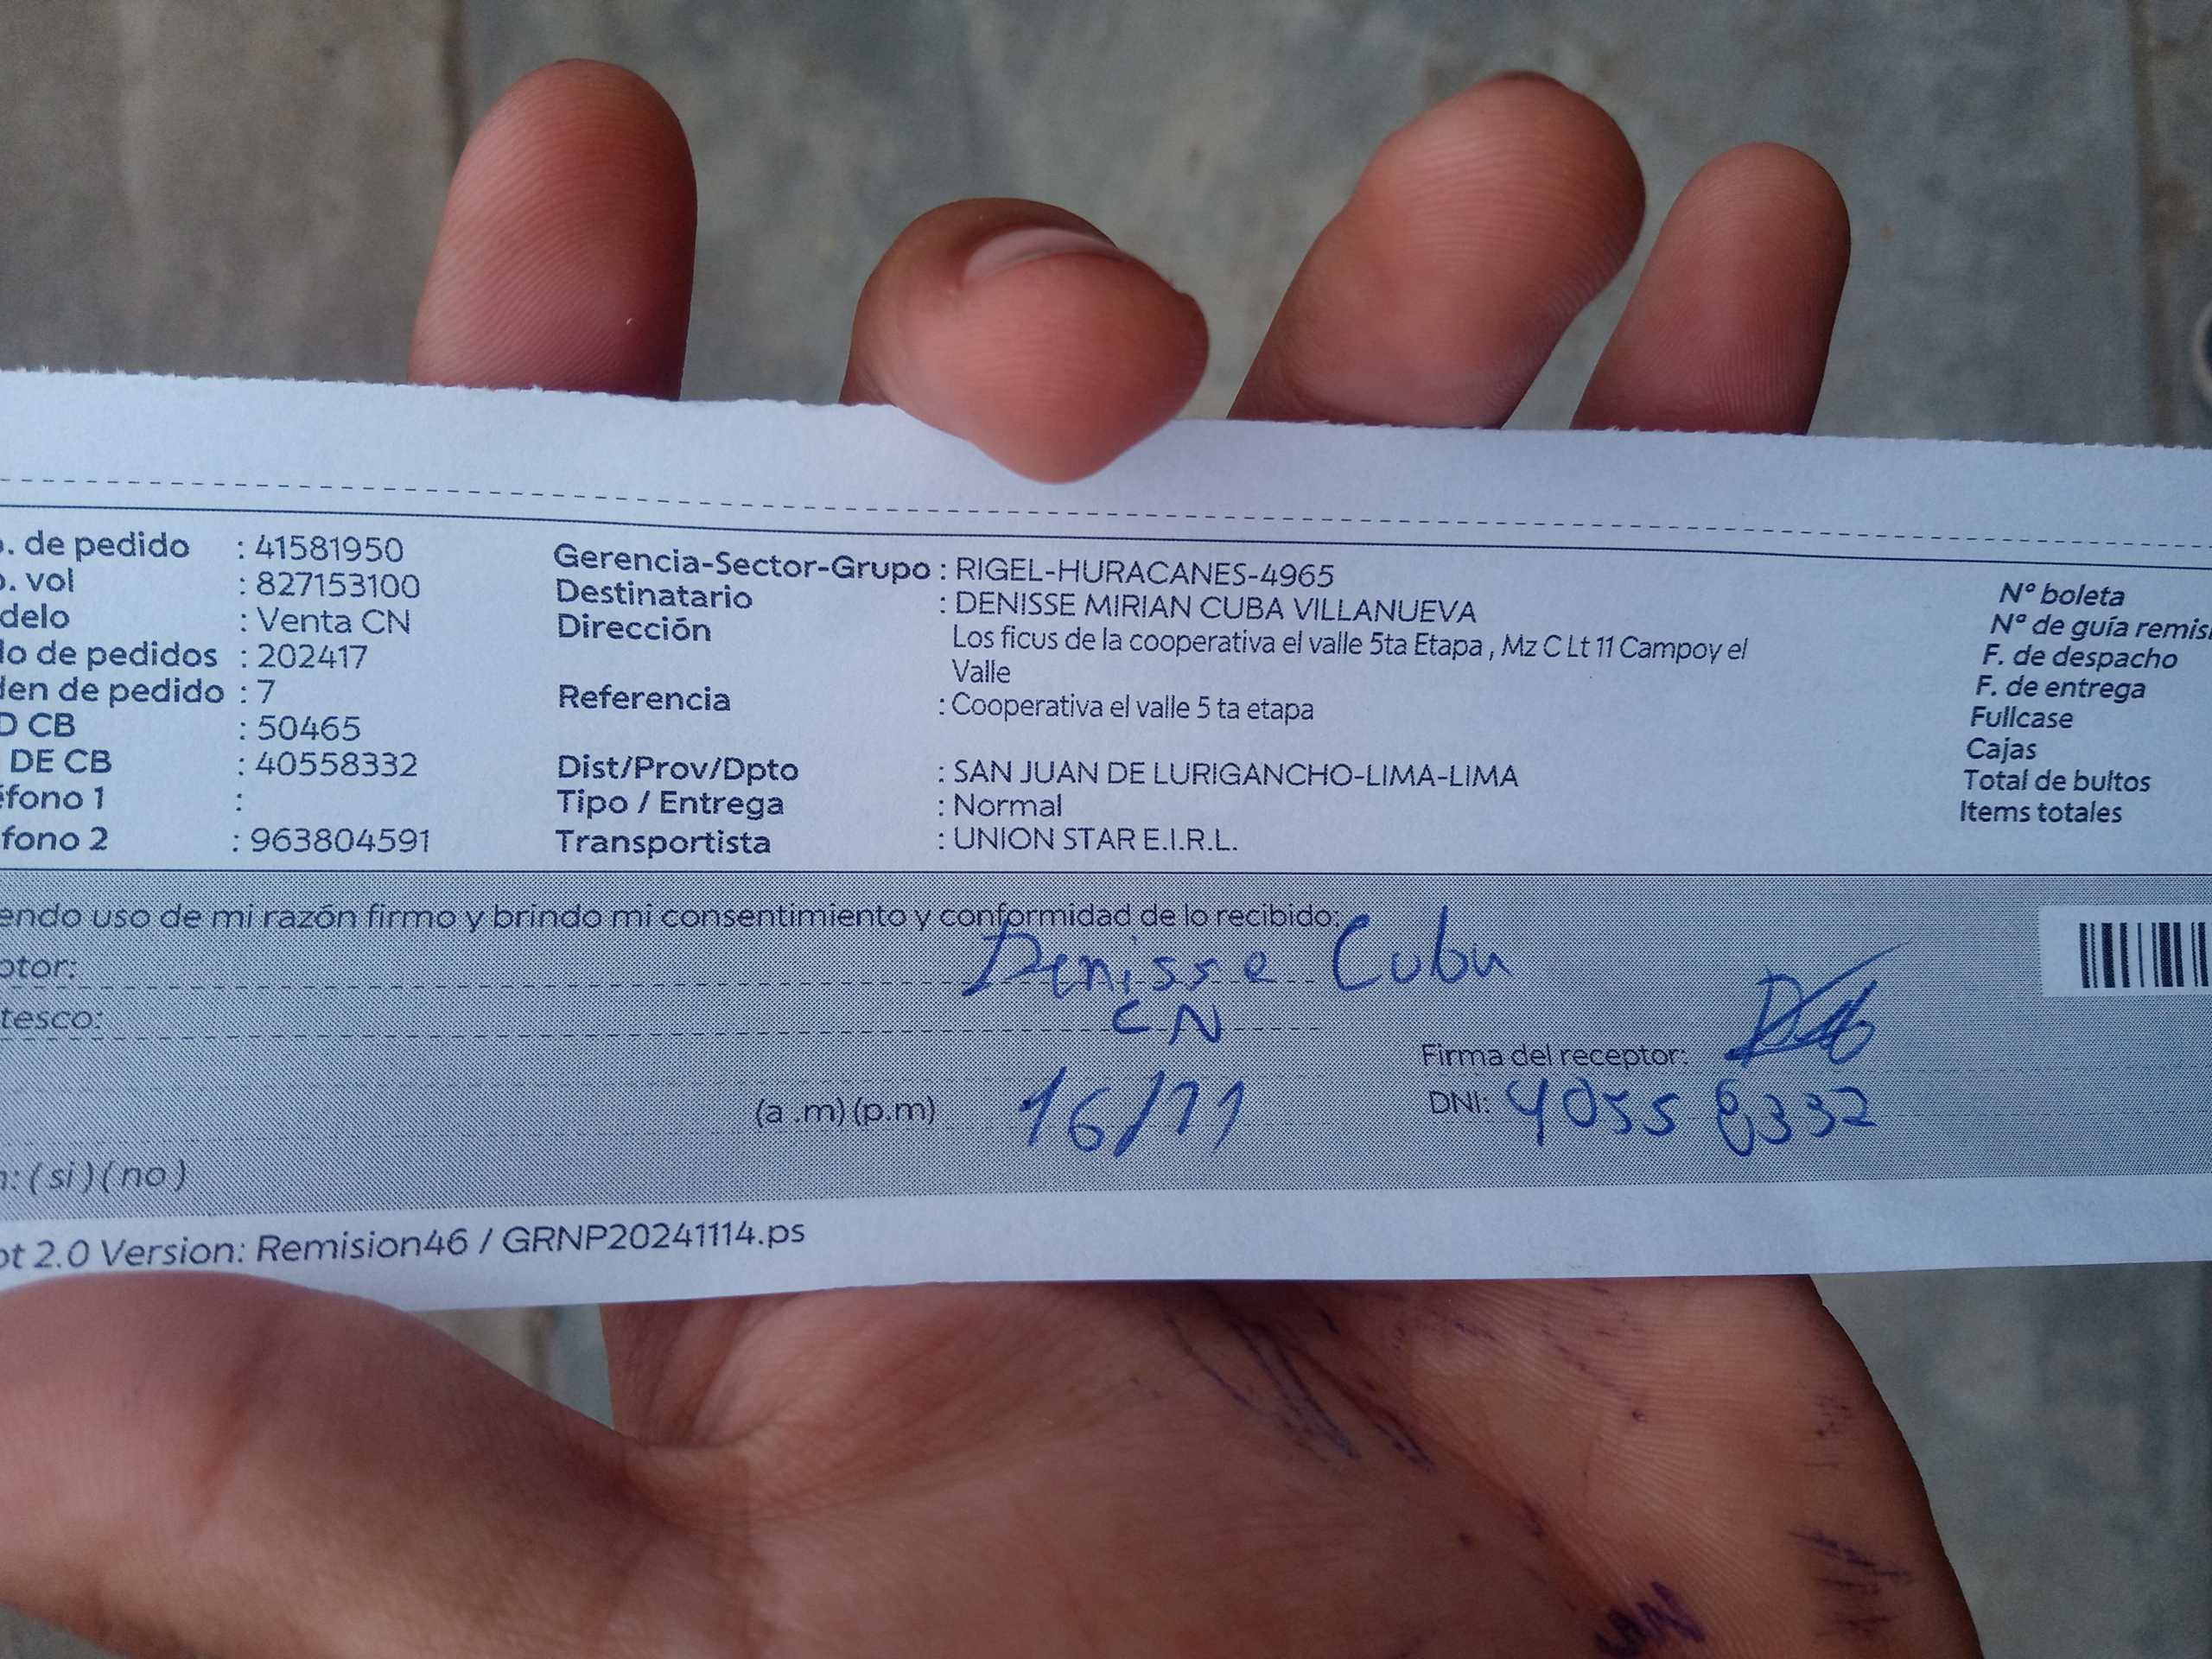 . de pedido : 41581950
. vol : 827153100
delo : Venta CN
lo de pedidos : 202417
den de pedido : 7
D CB : 50465
DE CB : 40558332
éfono 1 :
fono 2 : 963804591
Gerencia-Sector-Grupo : RIGEL-HURACANES-4965
Destinatario : DENISSE MIRIAN CUBA VILLANUEVA
Dirección Los ficus de la cooperativa el valle 5ta Etapa , Mz C Lt 11 Campoy el
Valle
Referencia : Cooperativa el valle 5 ta etapa
Dist/Prov/Dpto : SAN JUAN DE LURIGANCHO-LIMA-LIMA
Tipo / Entrega : Normal
Transportista : UNION STAR E.I.R.L.
Nº boleta
Nº de guía remis
F. de despacho
F. de entrega
Fullcase
Cajas
Total de bultos
Items totales
endo uso de mi razón firmo y brindo mi consentimiento y conformidad de lo recibido:
ptor: Denisse Cuba
tesco: CN
Firma del receptor:
(a .m) (p.m) 16/11 DNI: 40558332
n: ( si ) ( no )
ot 2.0 Version: Remision46 / GRNP20241114.ps